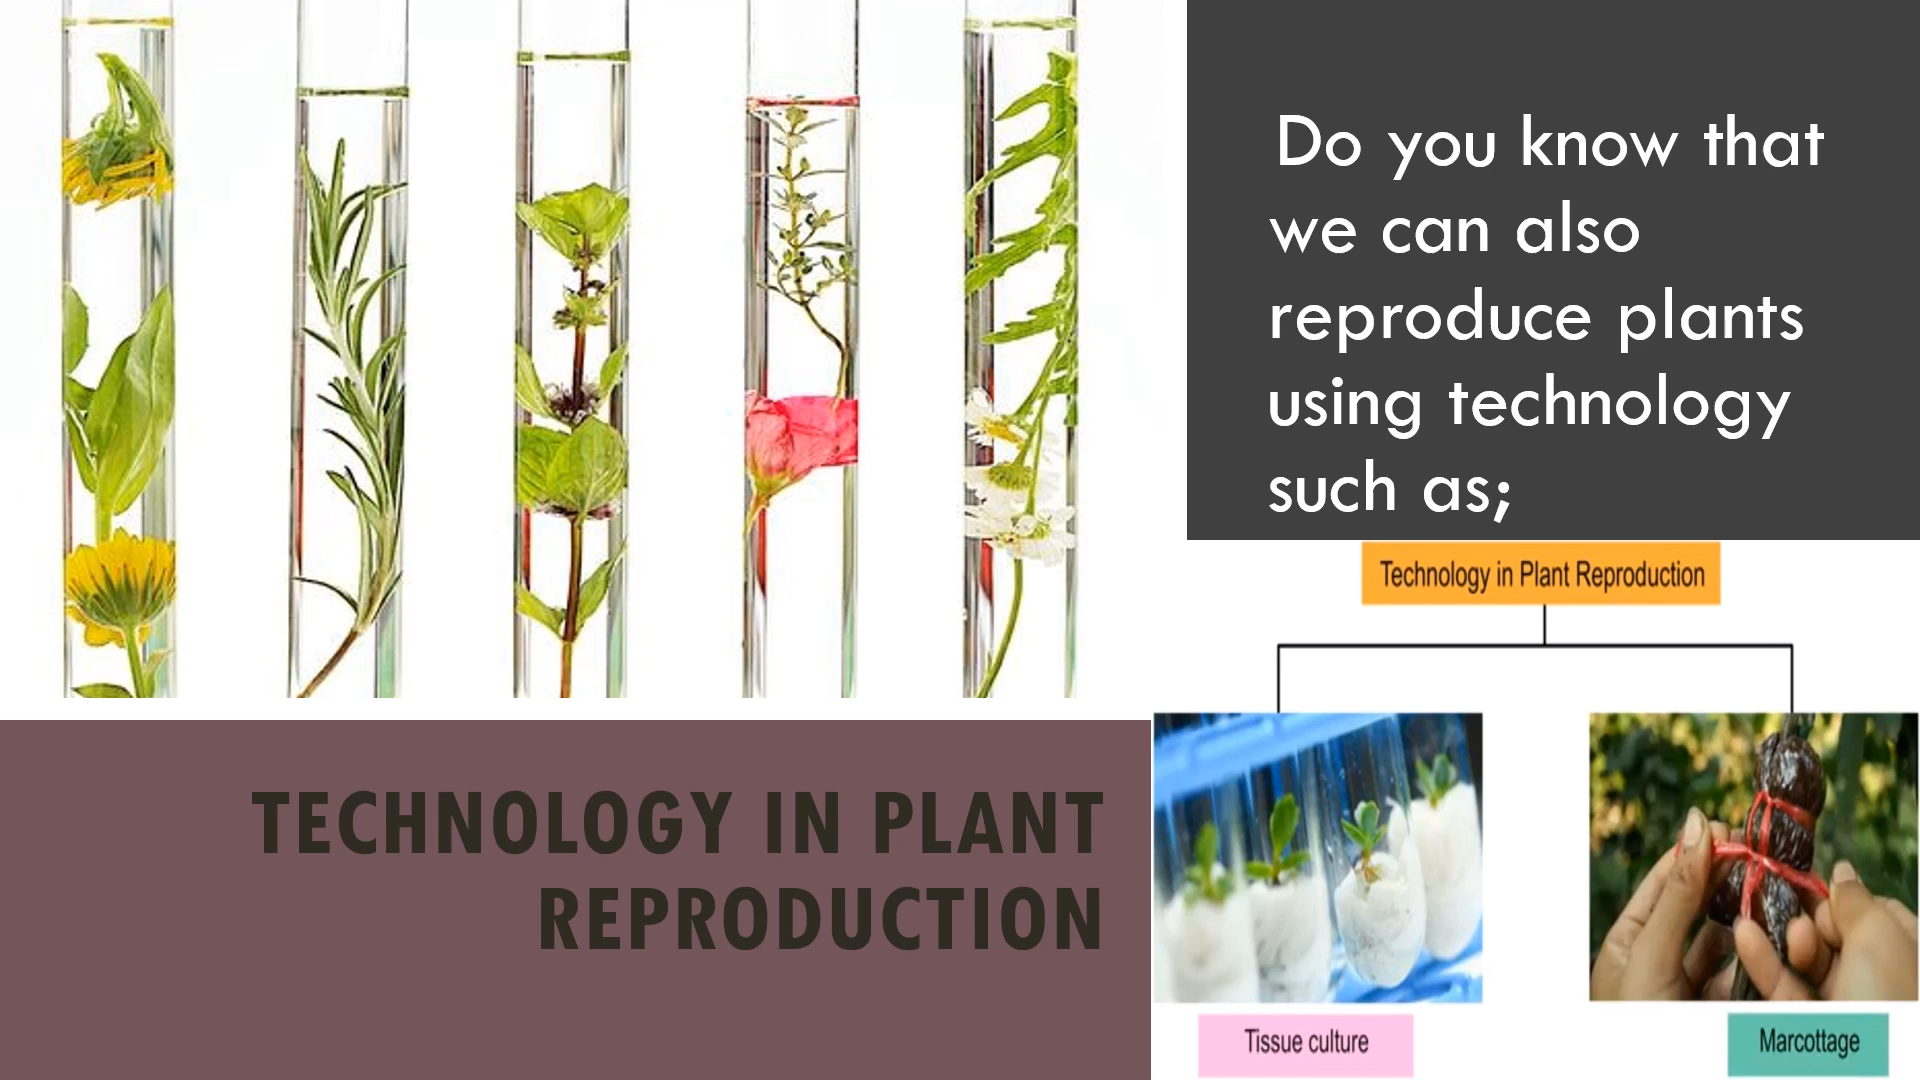 Do you know that
we can also
reproduce plants
using technology
such as;
Technology in Plant Reproduction
Tissue culture
Marcottage
TECHNOLOGY IN PLANT
REPRODUCTION